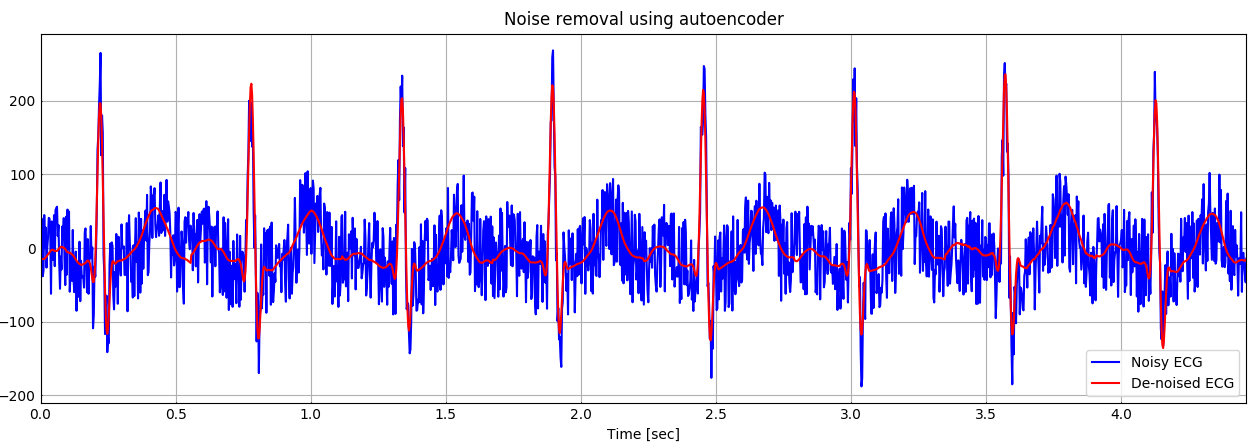 Noise removal using autoencoder
200
100
0
−100
−200
Noisy ECG
De-noised ECG
0.0 0.5 1.0 1.5 2.0 2.5 3.0 3.5 4.0
Time [sec]